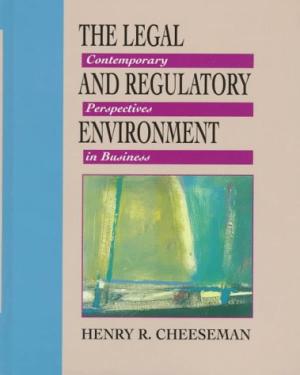 THE LEGAL
Contemporary
AND REGULATORY
Perspectives
ENVIRONMENT
in Business
HENRY R. CHEESEMAN